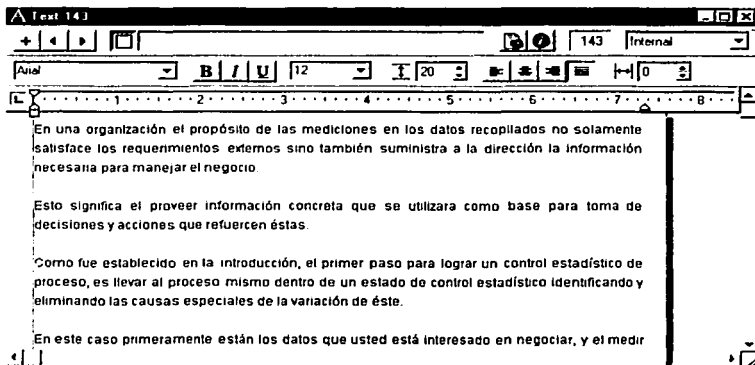 Text 143
143 Internal
Arial B I U 12 20 0
1 2 3 4 5 6 7 8
En una organización el propósito de las mediciones en los datos recopilados no solamente
satisface los requerimientos externos sino también suministra a la dirección la información
necesaria para manejar el negocio.
Esto significa el proveer información concreta que se utilizara como base para toma de
decisiones y acciones que refuercen éstas.
Como fue establecido en la introducción, el primer paso para lograr un control estadístico de
proceso, es llevar al proceso mismo dentro de un estado de control estadístico identificando y
eliminando las causas especiales de la variación de éste.
En este caso primeramente están los datos que usted está interesado en negociar, y el medir